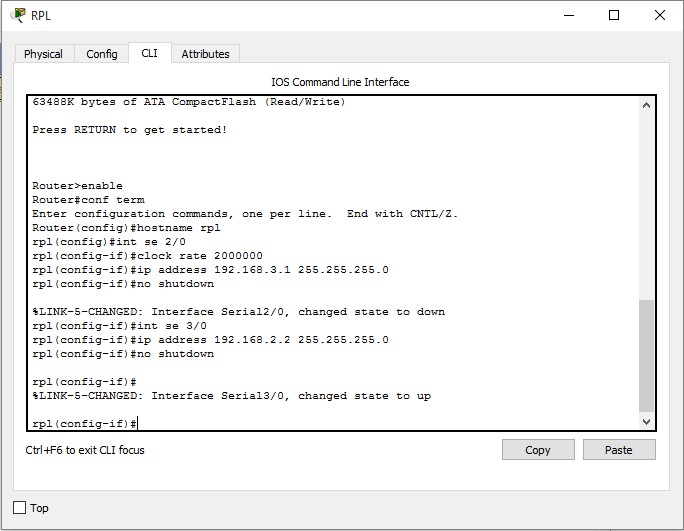 RPL
Physical
Config
CLI
Attributes
IOS Command Line Interface
63488K bytes of ATA CompactFlash (Read/Write)
Press RETURN to get started!
Router>enable
Router#conf term
Enter configuration commands, one per line.  End with CNTL/Z.
Router(config)#hostname rpl
rpl(config)#int se 2/0
rpl(config-if)#clock rate 2000000
rpl(config-if)#ip address 192.168.3.1 255.255.255.0
rpl(config-if)#no shutdown
%LINK-5-CHANGED: Interface Serial2/0, changed state to down
rpl(config-if)#int se 3/0
rpl(config-if)#ip address 192.168.2.2 255.255.255.0
rpl(config-if)#no shutdown
rpl(config-if)#
%LINK-5-CHANGED: Interface Serial3/0, changed state to up
rpl(config-if)#
Ctrl+F6 to exit CLI focus
Copy
Paste
Top